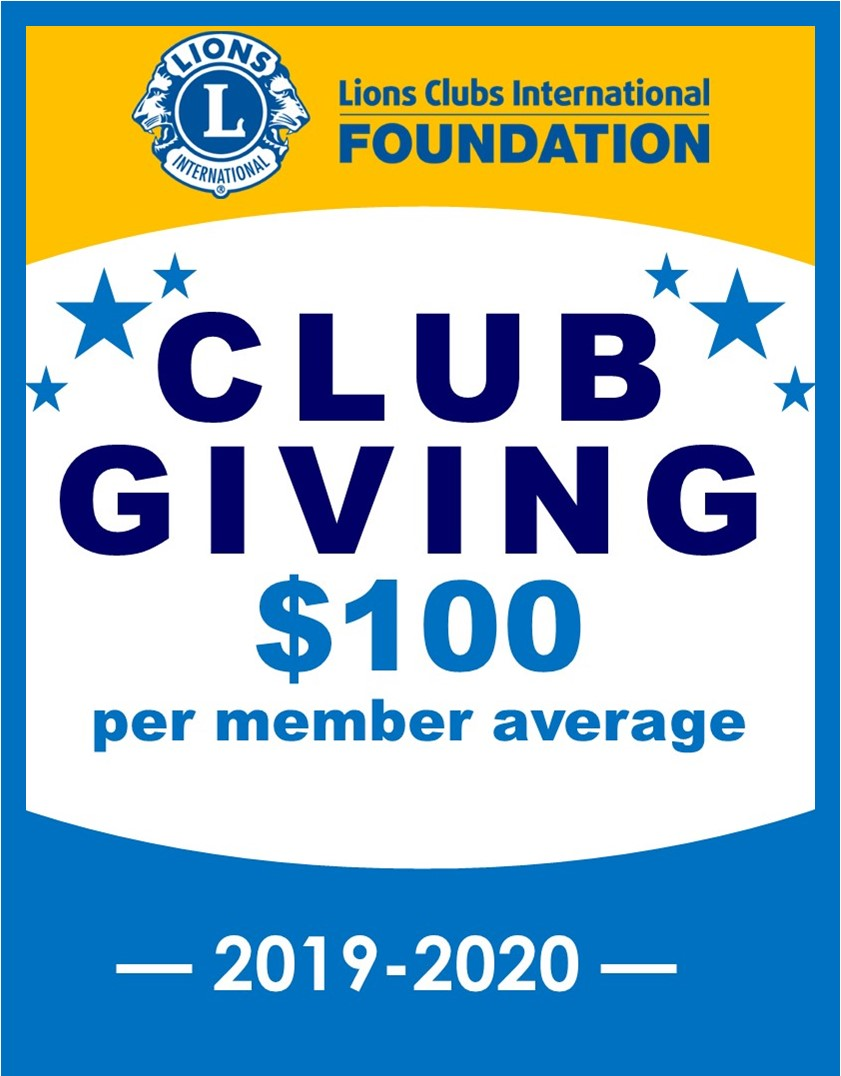 LIONS
L
INTERNATIONAL
®
Lions Clubs International
FOUNDATION
CLUB
GIVING
$100
per member average
— 2019-2020 —